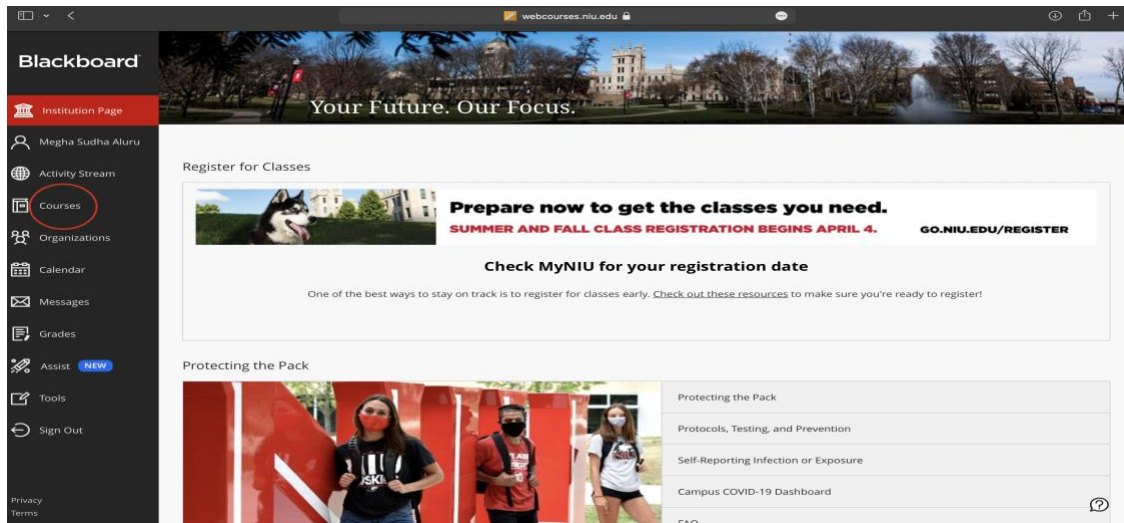 webcourses.niu.edu
Blackboard
Your Future. Our Focus.
Institution Page
Megha Sudha Aluru
Activity Stream
Courses
Organizations
Calendar
Messages
Grades
Assist NEW
Tools
Sign Out
Privacy
Terms
Register for Classes
Prepare now to get the classes you need.
SUMMER AND FALL CLASS REGISTRATION BEGINS APRIL 4. GO.NIU.EDU/REGISTER
Check MyNIU for your registration date
One of the best ways to stay on track is to register for classes early. Check out these resources to make sure you're ready to register!
Protecting the Pack
Protecting the Pack
Protocols, Testing, and Prevention
Self-Reporting Infection or Exposure
Campus COVID-19 Dashboard
FAQ